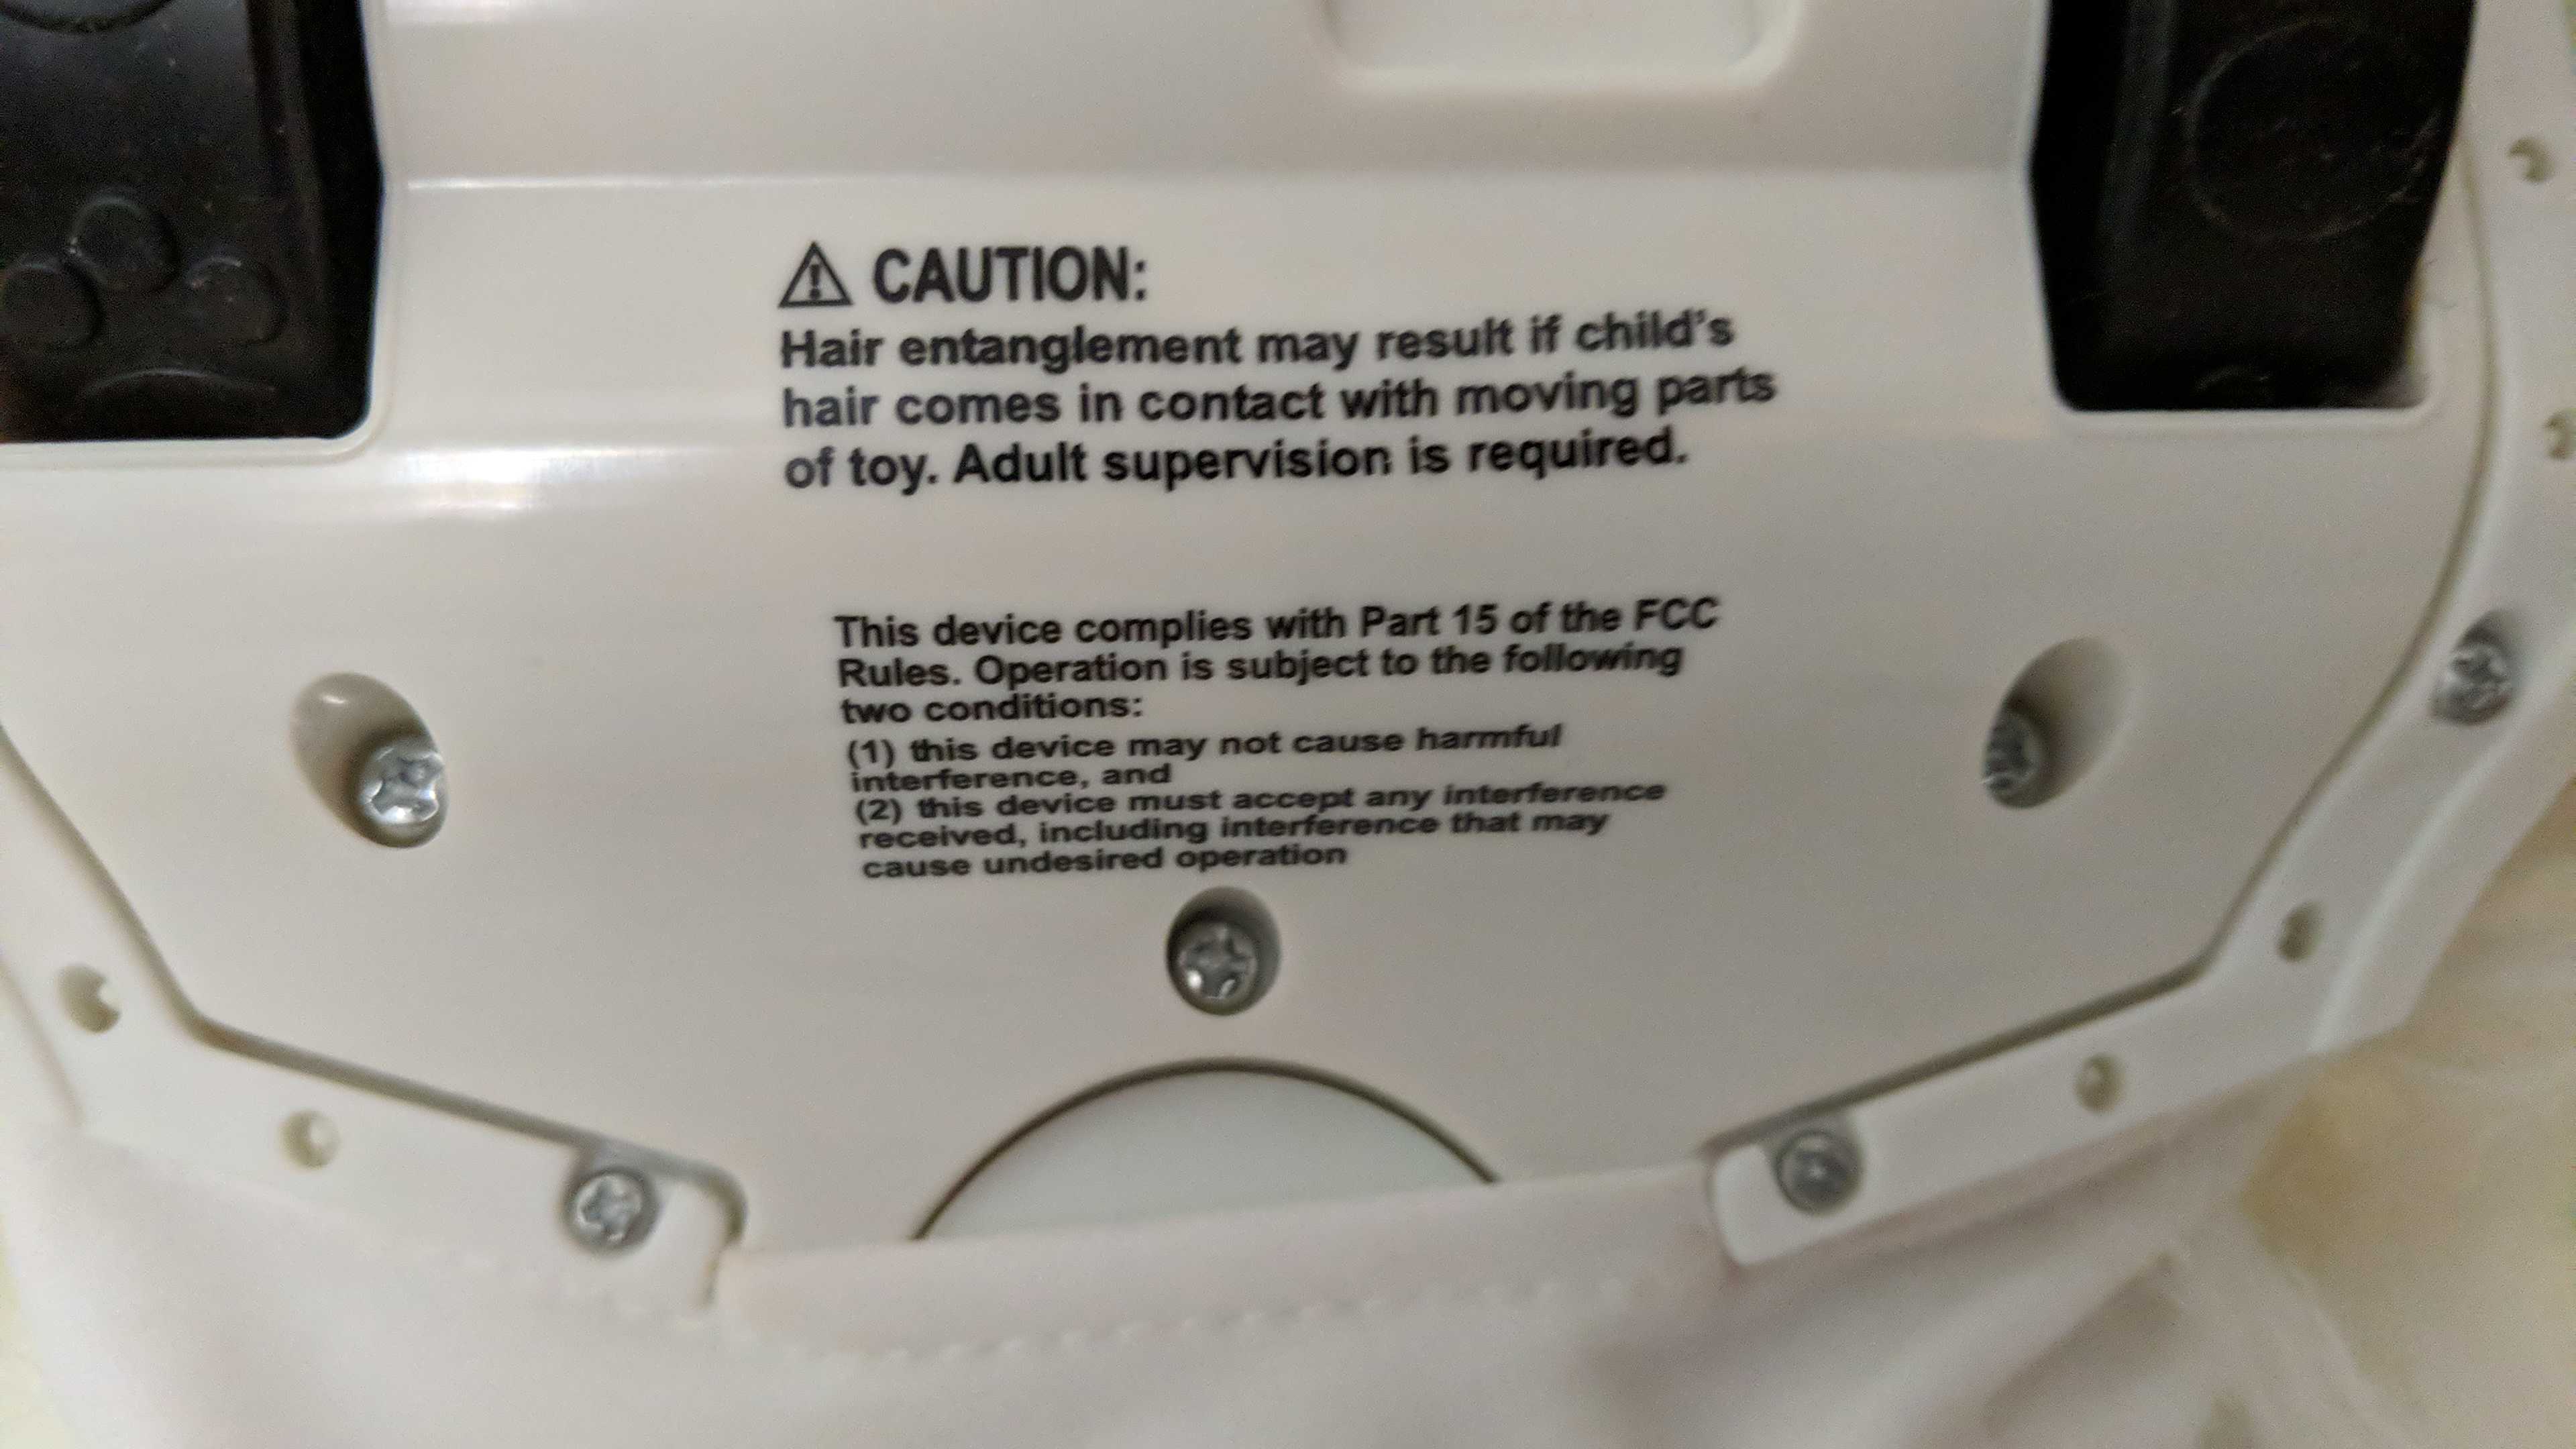 ⚠ CAUTION:
Hair entanglement may result if child's
hair comes in contact with moving parts
of toy. Adult supervision is required.
This device complies with Part 15 of the FCC
Rules. Operation is subject to the following
two conditions:
(1) this device may not cause harmful
interference, and
(2) this device must accept any interference
received, including interference that may
cause undesired operation